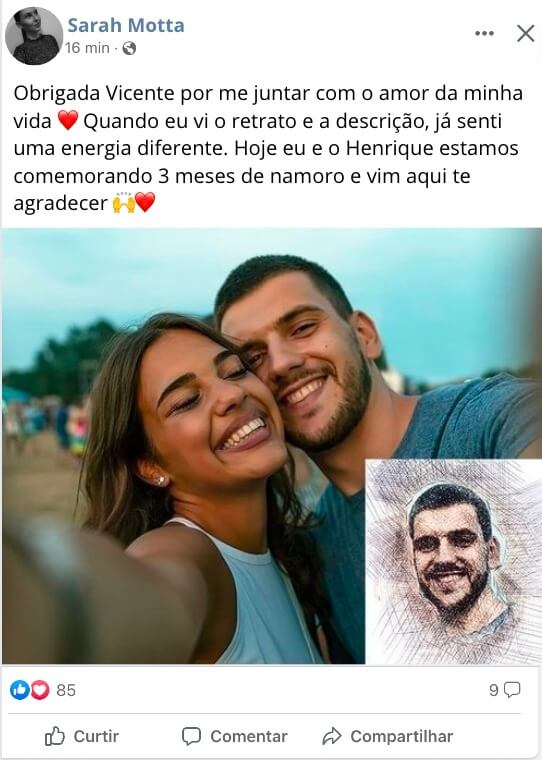 Sarah Motta
16 min ·
Obrigada Vicente por me juntar com o amor da minha
vida ❤️ Quando eu vi o retrato e a descrição, já senti
uma energia diferente. Hoje eu e o Henrique estamos
comemorando 3 meses de namoro e vim aqui te
agradecer 🙌❤️
85
9
Curtir
Comentar
Compartilhar